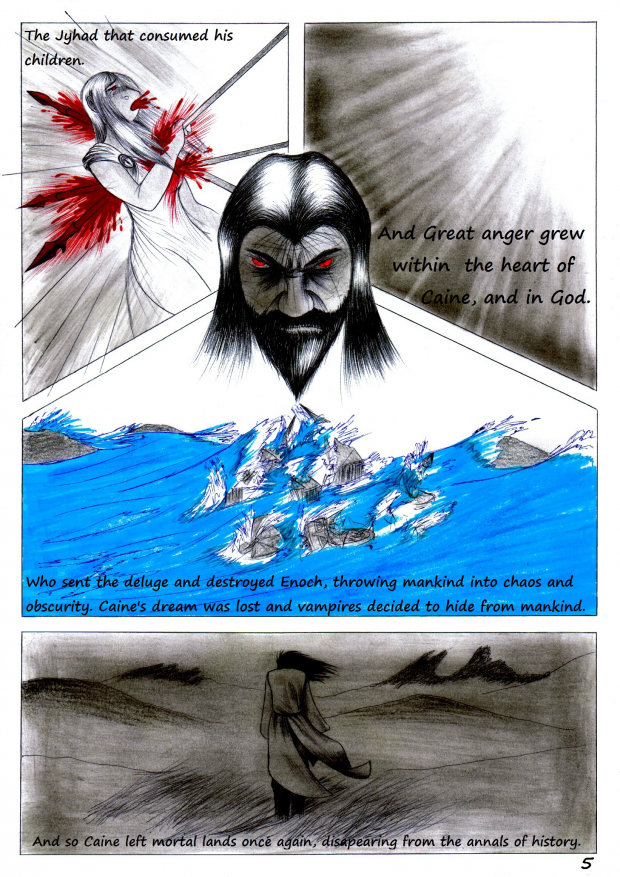 The Jyhad that consumed his
children.
And Great anger grew
within the heart of
Caine, and in God.
Who sent the deluge and destroyed Enoch, throwing mankind into chaos and
obscurity. Caine's dream was lost and vampires decided to hide from mankind.
And so Caine left mortal lands once again, disapearing from the annals of history.
5